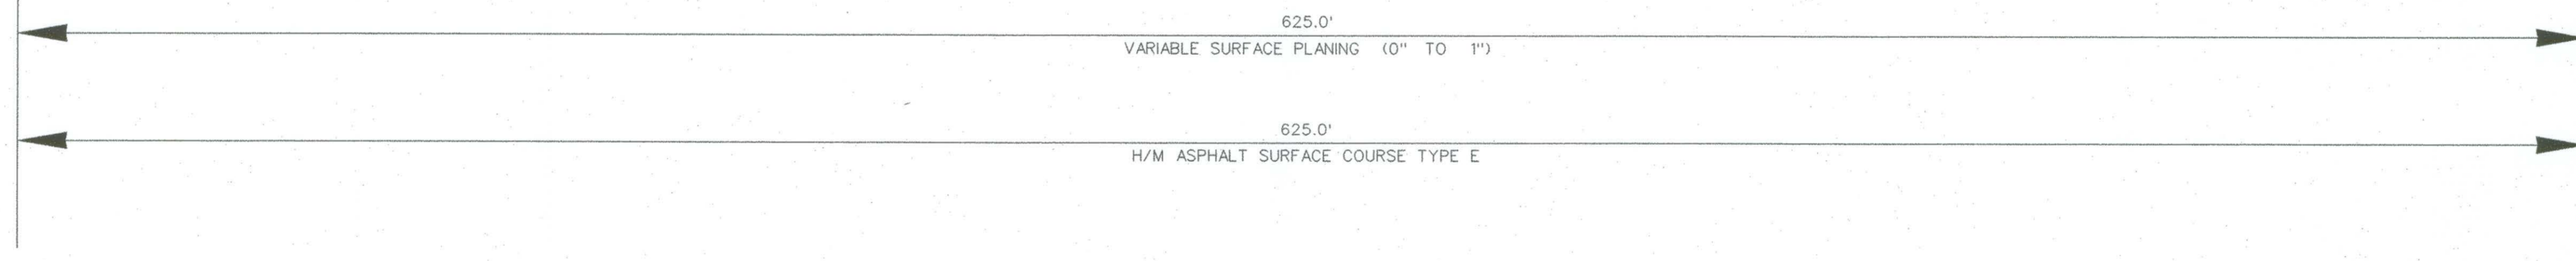 625.0'
VARIABLE SURFACE PLANING (0" TO 1")
625.0'
H/M ASPHALT SURFACE COURSE TYPE E